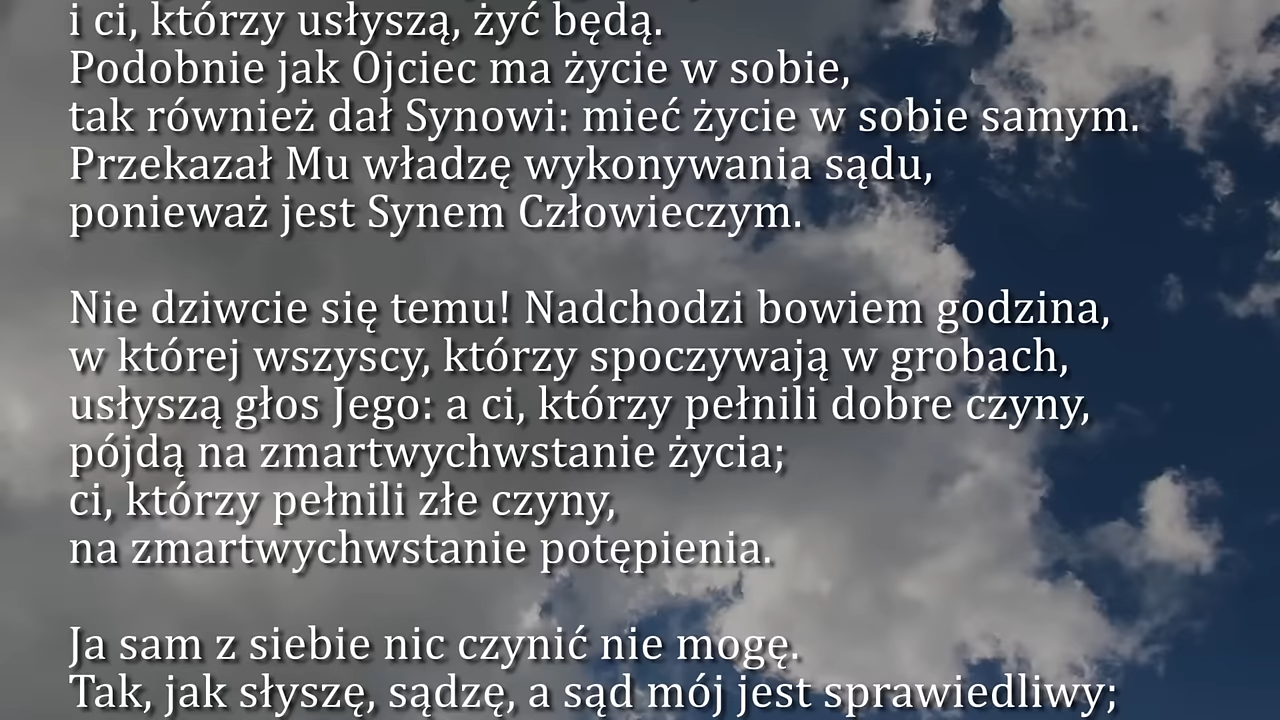 i ci, którzy usłyszą, żyć będą.
Podobnie jak Ojciec ma życie w sobie,
tak również dał Synowi: mieć życie w sobie samym.
Przekazał Mu władzę wykonywania sądu,
ponieważ jest Synem Człowieczym.
Nie dziwcie się temu! Nadchodzi bowiem godzina,
w której wszyscy, którzy spoczywają w grobach,
usłyszą głos Jego: a ci, którzy pełnili dobre czyny,
pójdą na zmartwychwstanie życia;
ci, którzy pełnili złe czyny,
na zmartwychwstanie potępienia.
Ja sam z siebie nic czynić nie mogę.
Tak, jak słyszę, sądzę, a sąd mój jest sprawiedliwy;